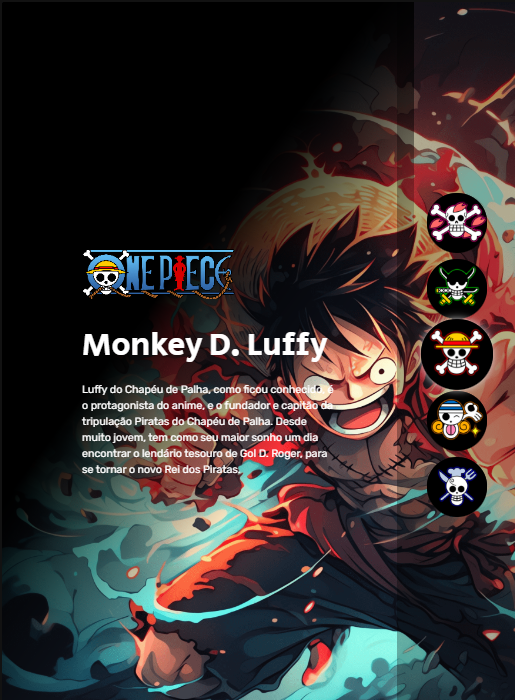 ONE PIECE
Monkey D. Luffy
Luffy do Chapéu de Palha, como ficou conhecido, é
o protagonista do anime, e o fundador e capitão da
tripulação Piratas do Chapéu de Palha. Desde
muito jovem, tem como seu maior sonho um dia
encontrar o lendário tesouro de Gol D. Roger, para
se tornar o novo Rei dos Piratas.